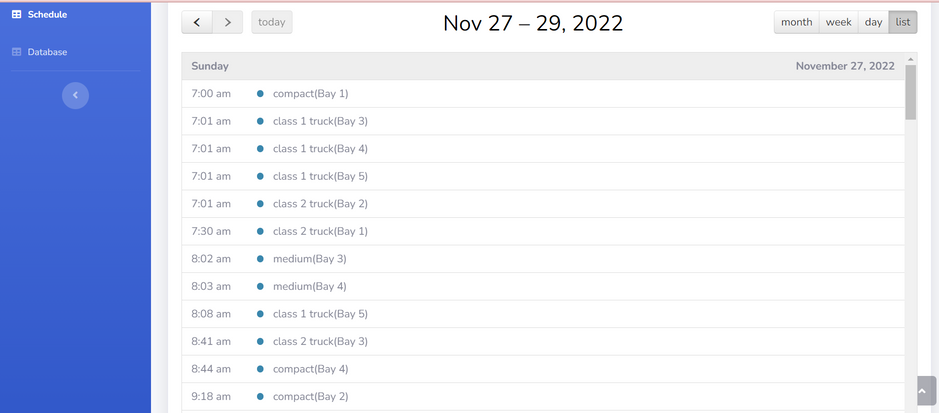 Schedule
Database
today
Nov 27 – 29, 2022
month week day list
Sunday November 27, 2022
7:00 am compact(Bay 1)
7:01 am class 1 truck(Bay 3)
7:01 am class 1 truck(Bay 4)
7:01 am class 1 truck(Bay 5)
7:01 am class 2 truck(Bay 2)
7:30 am class 2 truck(Bay 1)
8:02 am medium(Bay 3)
8:03 am medium(Bay 4)
8:08 am class 1 truck(Bay 5)
8:41 am class 2 truck(Bay 3)
8:44 am compact(Bay 4)
9:18 am compact(Bay 2)